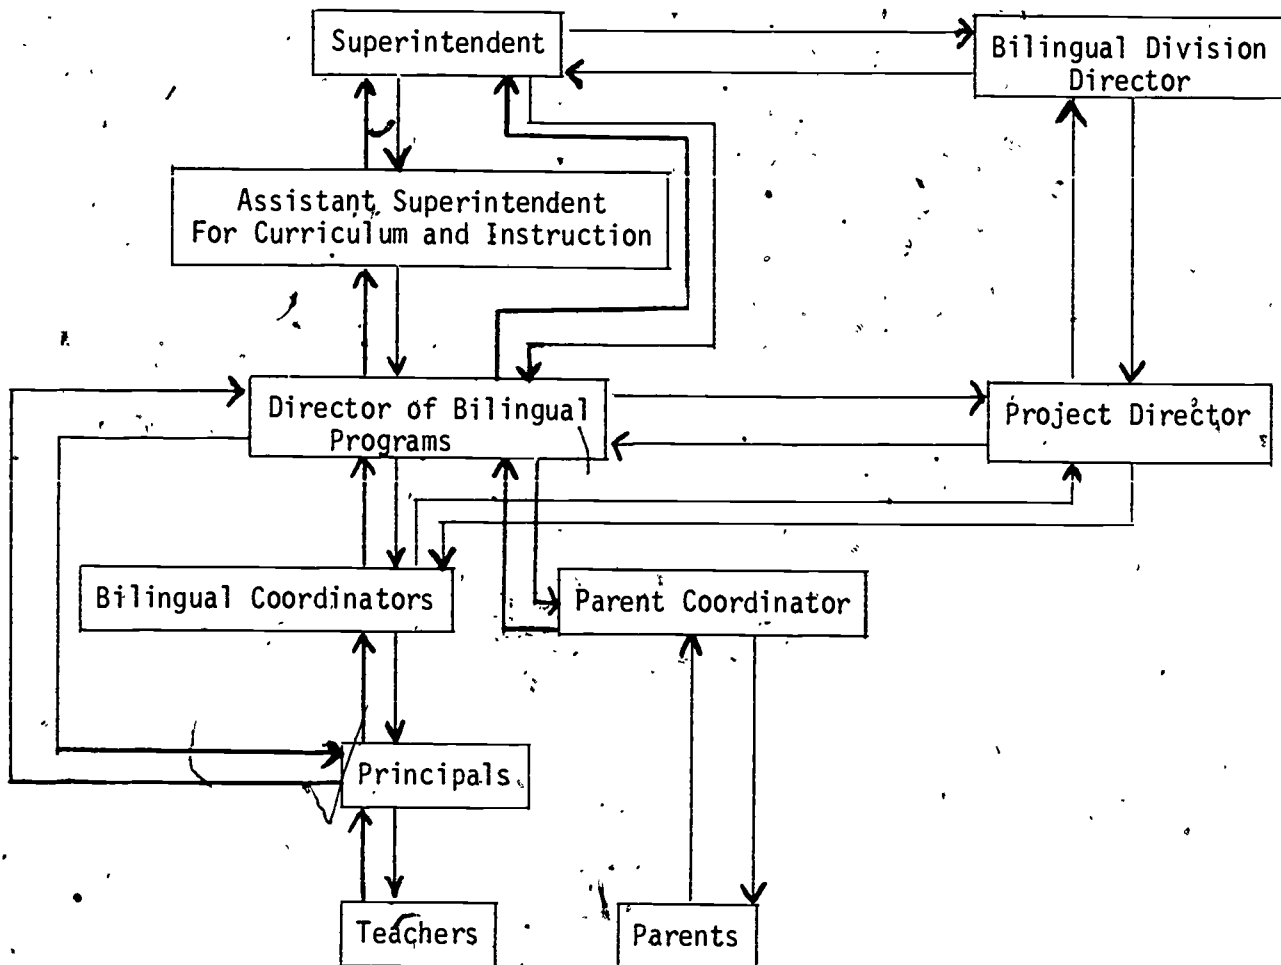 Superintendent
Bilingual Division
Director
Assistant Superintendent
For Curriculum and Instruction
Director of Bilingual
Programs
Project Director
Bilingual Coordinators
Parent Coordinator
Principals
Teachers
Parents